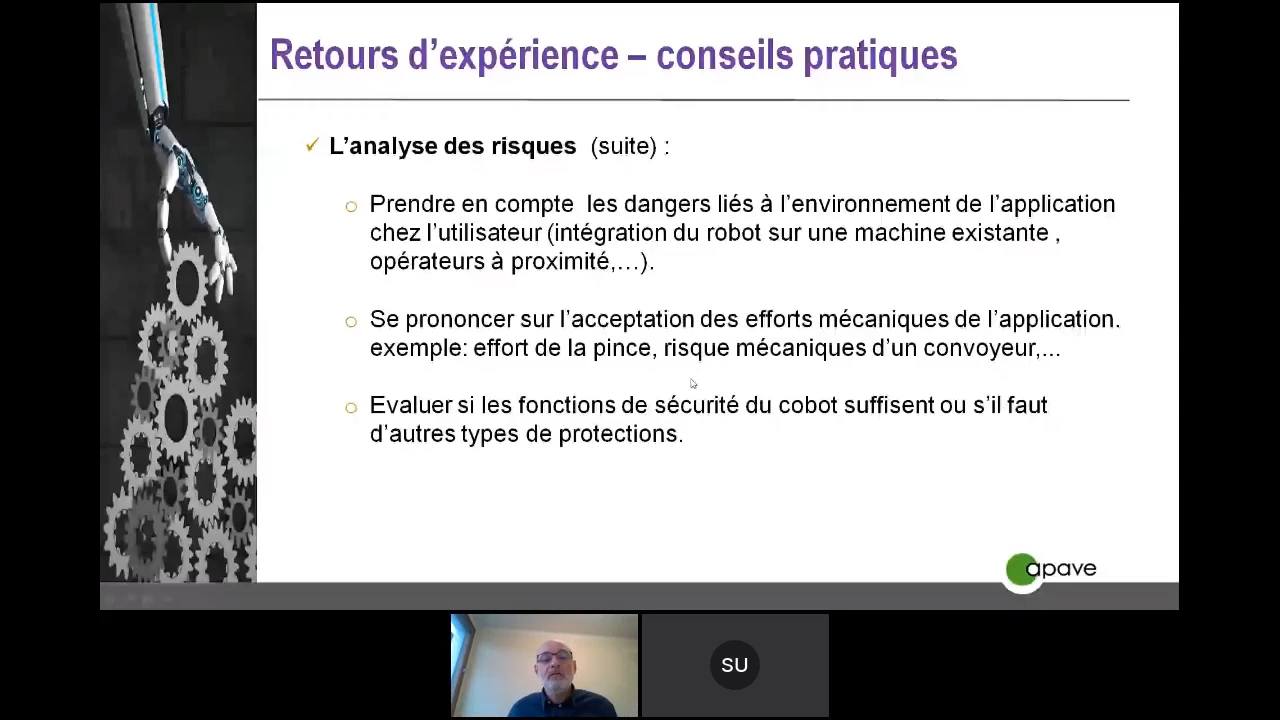 Retours d’expérience – conseils pratiques
✓ L’analyse des risques (suite) :
o Prendre en compte les dangers liés à l’environnement de l’application
chez l’utilisateur (intégration du robot sur une machine existante ,
opérateurs à proximité,…).
o Se prononcer sur l’acceptation des efforts mécaniques de l’application.
exemple: effort de la pince, risque mécaniques d’un convoyeur,...
o Evaluer si les fonctions de sécurité du cobot suffisent ou s’il faut
d’autres types de protections.
apave
SU